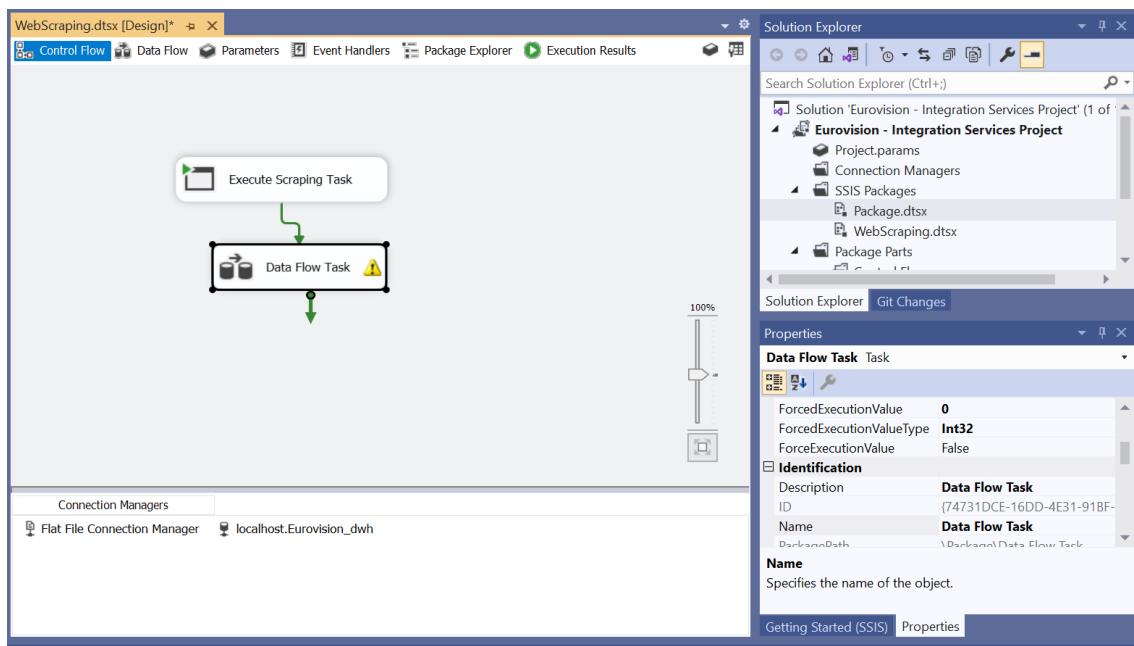 WebScraping.dtsx [Design]*
Control Flow Data Flow Parameters Event Handlers Package Explorer Execution Results
Execute Scraping Task
Data Flow Task
100%
Connection Managers
Flat File Connection Manager localhost.Eurovision_dwh
Solution Explorer
Search Solution Explorer (Ctrl+;)
Solution 'Eurovision - Integration Services Project' (1 of
Eurovision - Integration Services Project
Project.params
Connection Managers
SSIS Packages
Package.dtsx
WebScraping.dtsx
Package Parts
Solution Explorer Git Changes
Properties
Data Flow Task Task
ForcedExecutionValue 0
ForcedExecutionValueType Int32
ForceExecutionValue False
Identification
Description Data Flow Task
ID {74731DCE-16DD-4E31-91BF-
Name Data Flow Task
PackagePath \Package\Data Flow Task
Name
Specifies the name of the object.
Getting Started (SSIS) Properties